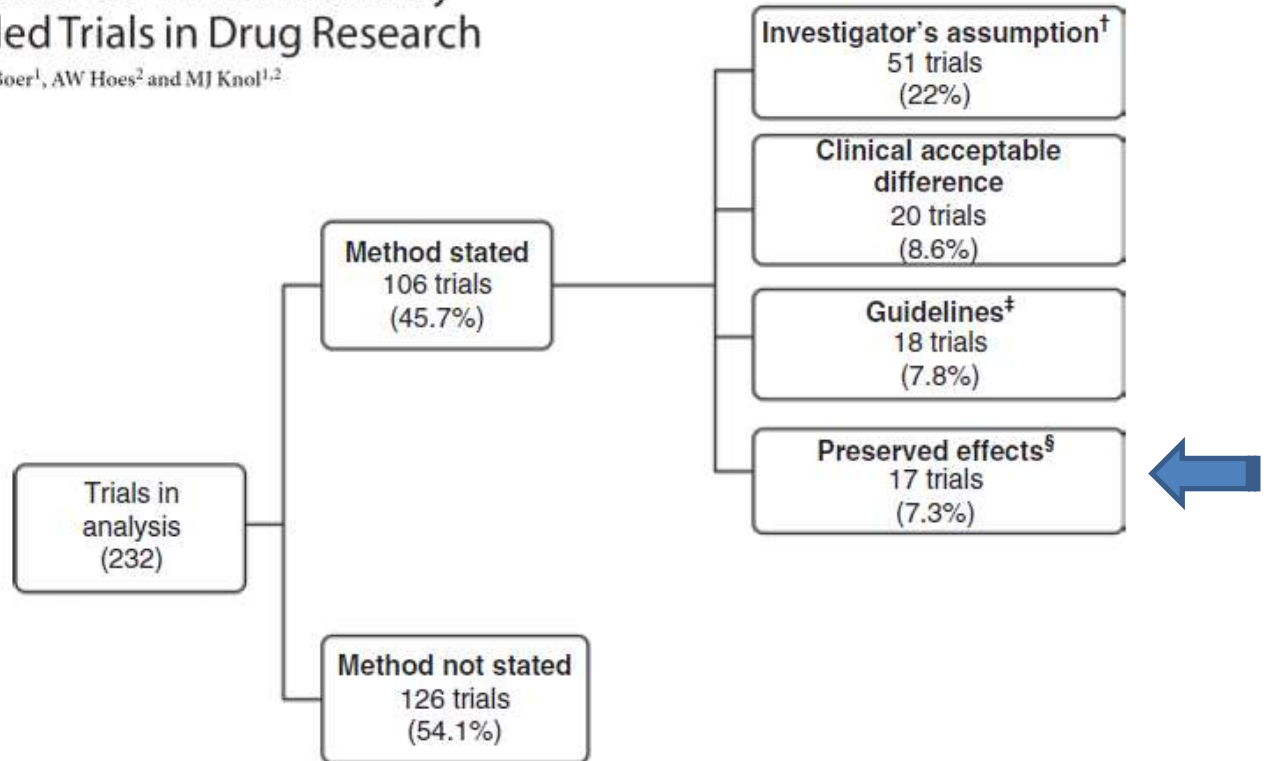 led Trials in Drug Research
AW Hoes² and MJ Knol¹,²
Investigator's assumption†
51 trials
(22%)
Clinical acceptable
difference
20 trials
(8.6%)
Method stated
106 trials
(45.7%)
Guidelines‡
18 trials
(7.8%)
Preserved effects§
17 trials
(7.3%)
Trials in
analysis
(232)
Method not stated
126 trials
(54.1%)